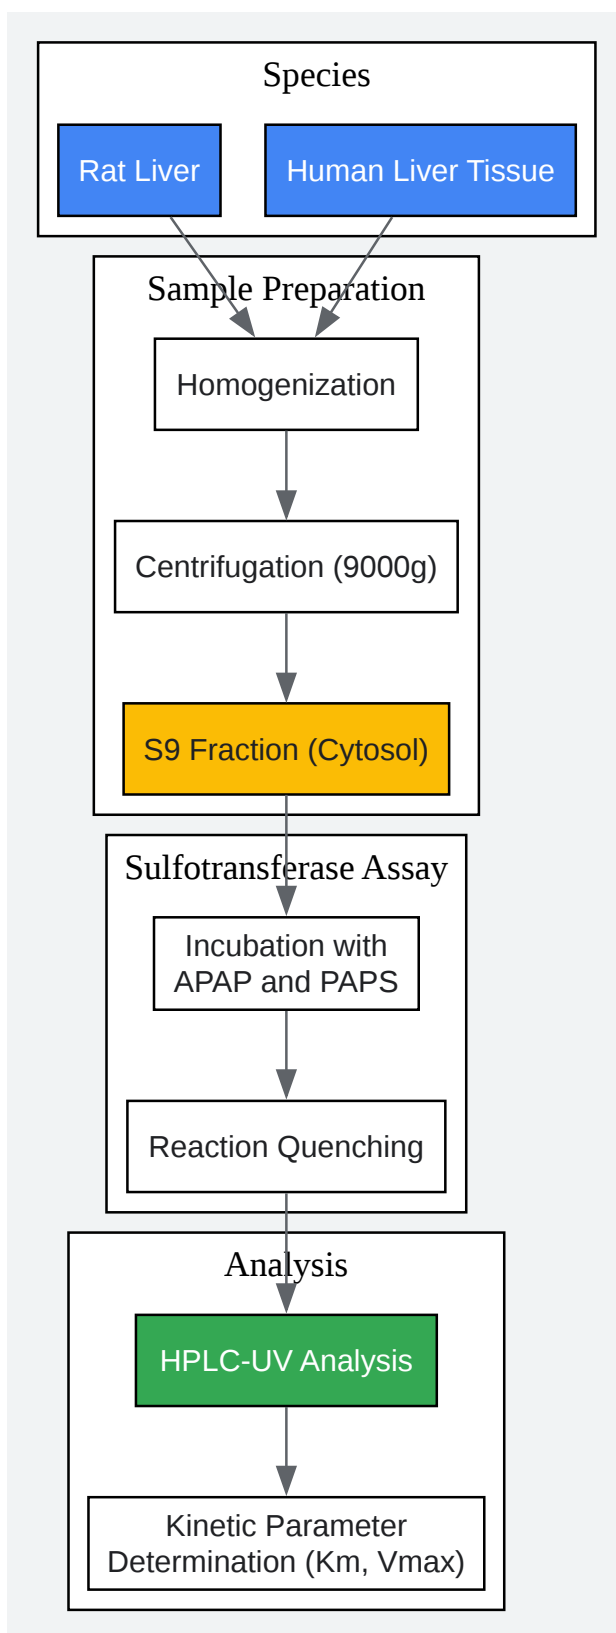 Species
Rat Liver
Human Liver Tissue
Sample Preparation
Homogenization
Centrifugation (9000g)
S9 Fraction (Cytosol)
Sulfotransferase Assay
Incubation with
APAP and PAPS
Reaction Quenching
Analysis
HPLC-UV Analysis
Kinetic Parameter
Determination (Km, Vmax)